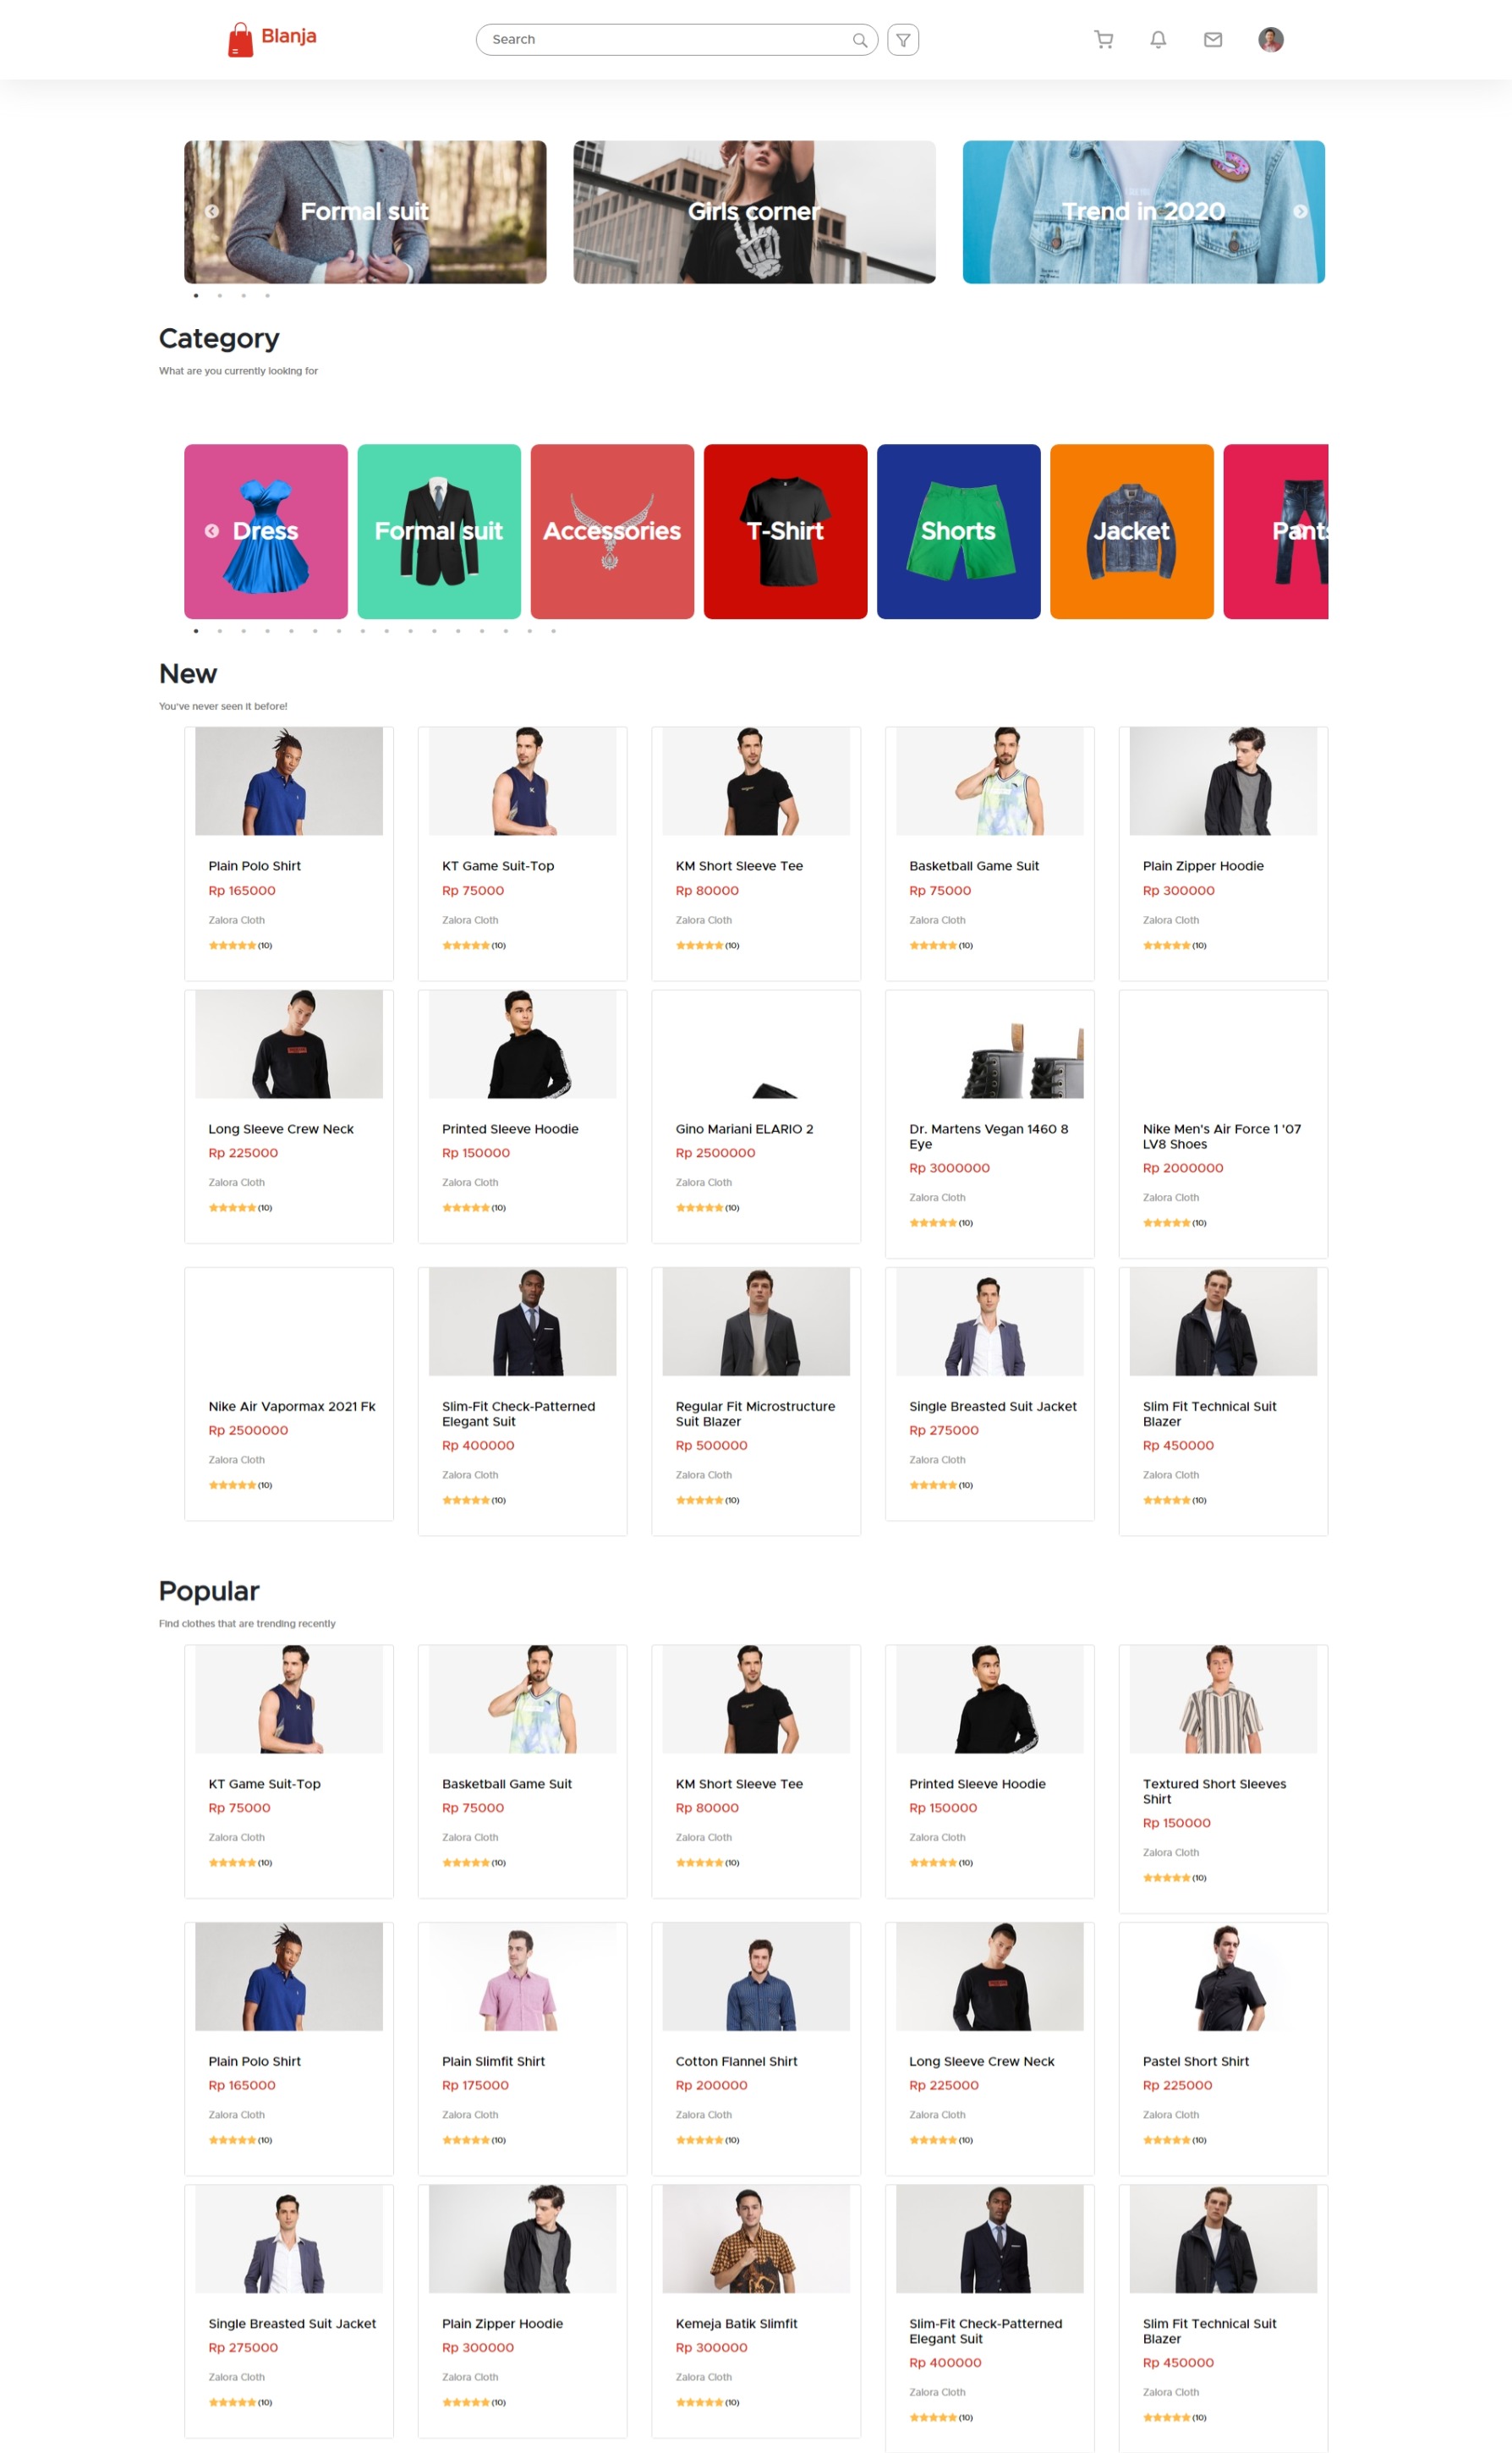 Blanja
Search
Formal suit
Girls corner
Trend in 2020
Category
What are you currently looking for
Dress
Formal suit
Accessories
T-Shirt
Shorts
Jacket
Pants
New
You've never seen it before!
Plain Polo Shirt
Rp 165000
Zalora Cloth
(10)
KT Game Suit-Top
Rp 75000
Zalora Cloth
(10)
KM Short Sleeve Tee
Rp 80000
Zalora Cloth
(10)
Basketball Game Suit
Rp 75000
Zalora Cloth
(10)
Plain Zipper Hoodie
Rp 300000
Zalora Cloth
(10)
Long Sleeve Crew Neck
Rp 225000
Zalora Cloth
(10)
Printed Sleeve Hoodie
Rp 150000
Zalora Cloth
(10)
Gino Mariani ELARIO 2
Rp 2500000
Zalora Cloth
(10)
Dr. Martens Vegan 1460 8
Eye
Rp 3000000
Zalora Cloth
(10)
Nike Men's Air Force 1 '07
LV8 Shoes
Rp 2000000
Zalora Cloth
(10)
Nike Air Vapormax 2021 Fk
Rp 2500000
Zalora Cloth
(10)
Slim-Fit Check-Patterned
Elegant Suit
Rp 400000
Zalora Cloth
(10)
Regular Fit Microstructure
Suit Blazer
Rp 500000
Zalora Cloth
(10)
Single Breasted Suit Jacket
Rp 275000
Zalora Cloth
(10)
Slim Fit Technical Suit
Blazer
Rp 450000
Zalora Cloth
(10)
Popular
Find clothes that are trending recently
KT Game Suit-Top
Rp 75000
Zalora Cloth
(10)
Basketball Game Suit
Rp 75000
Zalora Cloth
(10)
KM Short Sleeve Tee
Rp 80000
Zalora Cloth
(10)
Printed Sleeve Hoodie
Rp 150000
Zalora Cloth
(10)
Textured Short Sleeves
Shirt
Rp 150000
Zalora Cloth
(10)
Plain Polo Shirt
Rp 165000
Zalora Cloth
(10)
Plain Slimfit Shirt
Rp 175000
Zalora Cloth
(10)
Cotton Flannel Shirt
Rp 200000
Zalora Cloth
(10)
Long Sleeve Crew Neck
Rp 225000
Zalora Cloth
(10)
Pastel Short Shirt
Rp 225000
Zalora Cloth
(10)
Single Breasted Suit Jacket
Rp 275000
Zalora Cloth
(10)
Plain Zipper Hoodie
Rp 300000
Zalora Cloth
(10)
Kemeja Batik Slimfit
Rp 300000
Zalora Cloth
(10)
Slim-Fit Check-Patterned
Elegant Suit
Rp 400000
Zalora Cloth
(10)
Slim Fit Technical Suit
Blazer
Rp 450000
Zalora Cloth
(10)